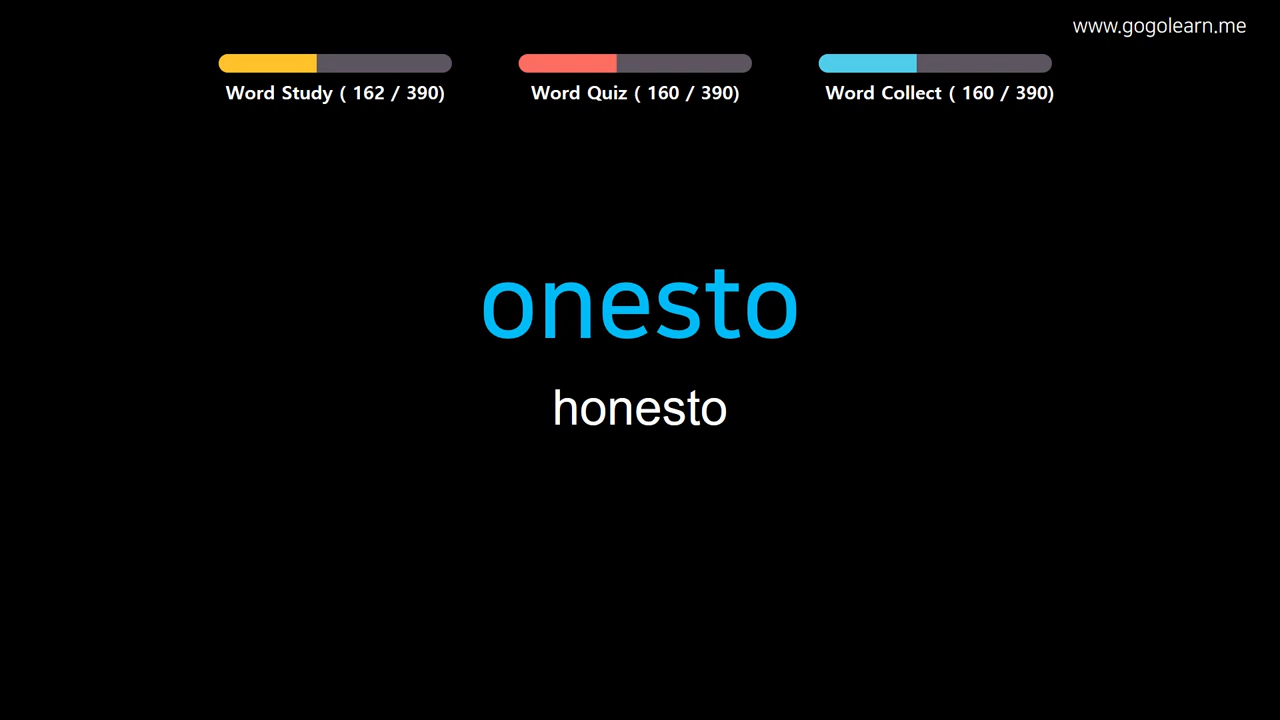 www.gogolearn.me
Word Study ( 162 / 390)
Word Quiz ( 160 / 390)
Word Collect ( 160 / 390)
onesto
honesto